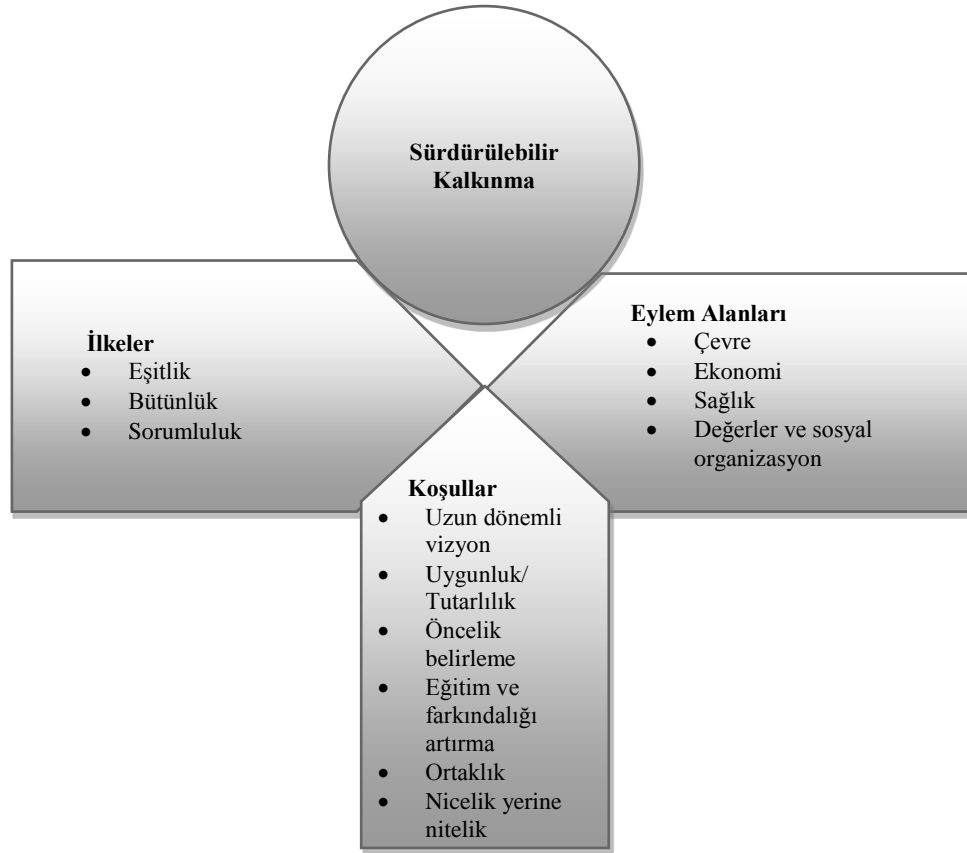 Sürdürülebilir
Kalkınma
İlkeler
• Eşitlik
• Bütünlük
• Sorumluluk
Eylem Alanları
• Çevre
• Ekonomi
• Sağlık
• Değerler ve sosyal
organizasyon
Koşullar
• Uzun dönemli
vizyon
• Uygunluk/
Tutarlılık
• Öncelik
belirleme
• Eğitim ve
farkındalığı
artırma
• Ortaklık
• Nicelik yerine
nitelik